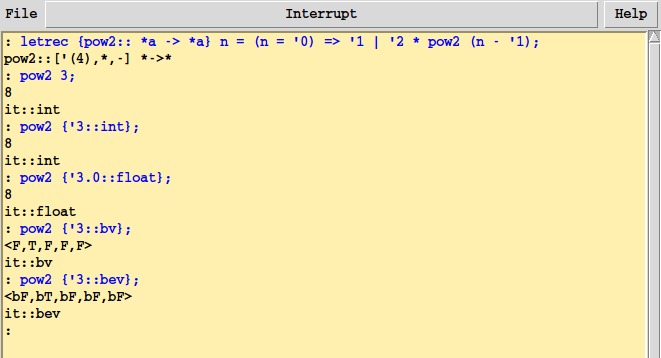 File Interrupt Help
: letrec {pow2:: *a -> *a} n = (n = '0) => '1 | '2 * pow2 (n - '1);
pow2::['(4),*,-] *->*
: pow2 3;
8
it::int
: pow2 {'3::int};
8
it::int
: pow2 {'3.0::float};
8
it::float
: pow2 {'3::bv};
<F,T,F,F,F>
it::bv
: pow2 {'3::bev};
<bF,bT,bF,bF,bF>
it::bev
: